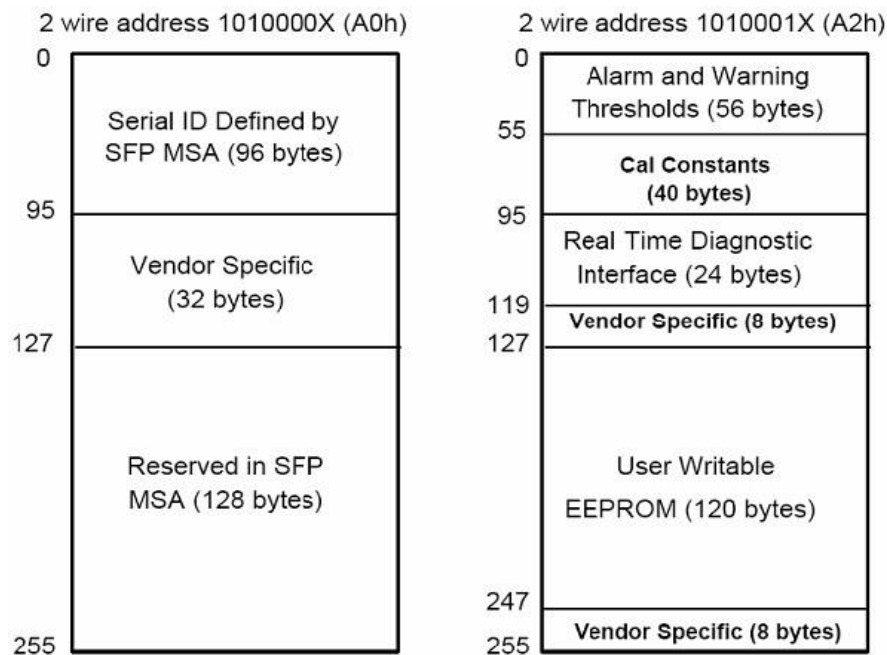 2 wire address 1010000X (A0h)
0
Serial ID Defined by
SFP MSA (96 bytes)
95
Vendor Specific
(32 bytes)
127
Reserved in SFP
MSA (128 bytes)
255
2 wire address 1010001X (A2h)
0
Alarm and Warning
Thresholds (56 bytes)
55
Cal Constants
(40 bytes)
95
Real Time Diagnostic
Interface (24 bytes)
119
Vendor Specific (8 bytes)
127
User Writable
EEPROM (120 bytes)
247
Vendor Specific (8 bytes)
255